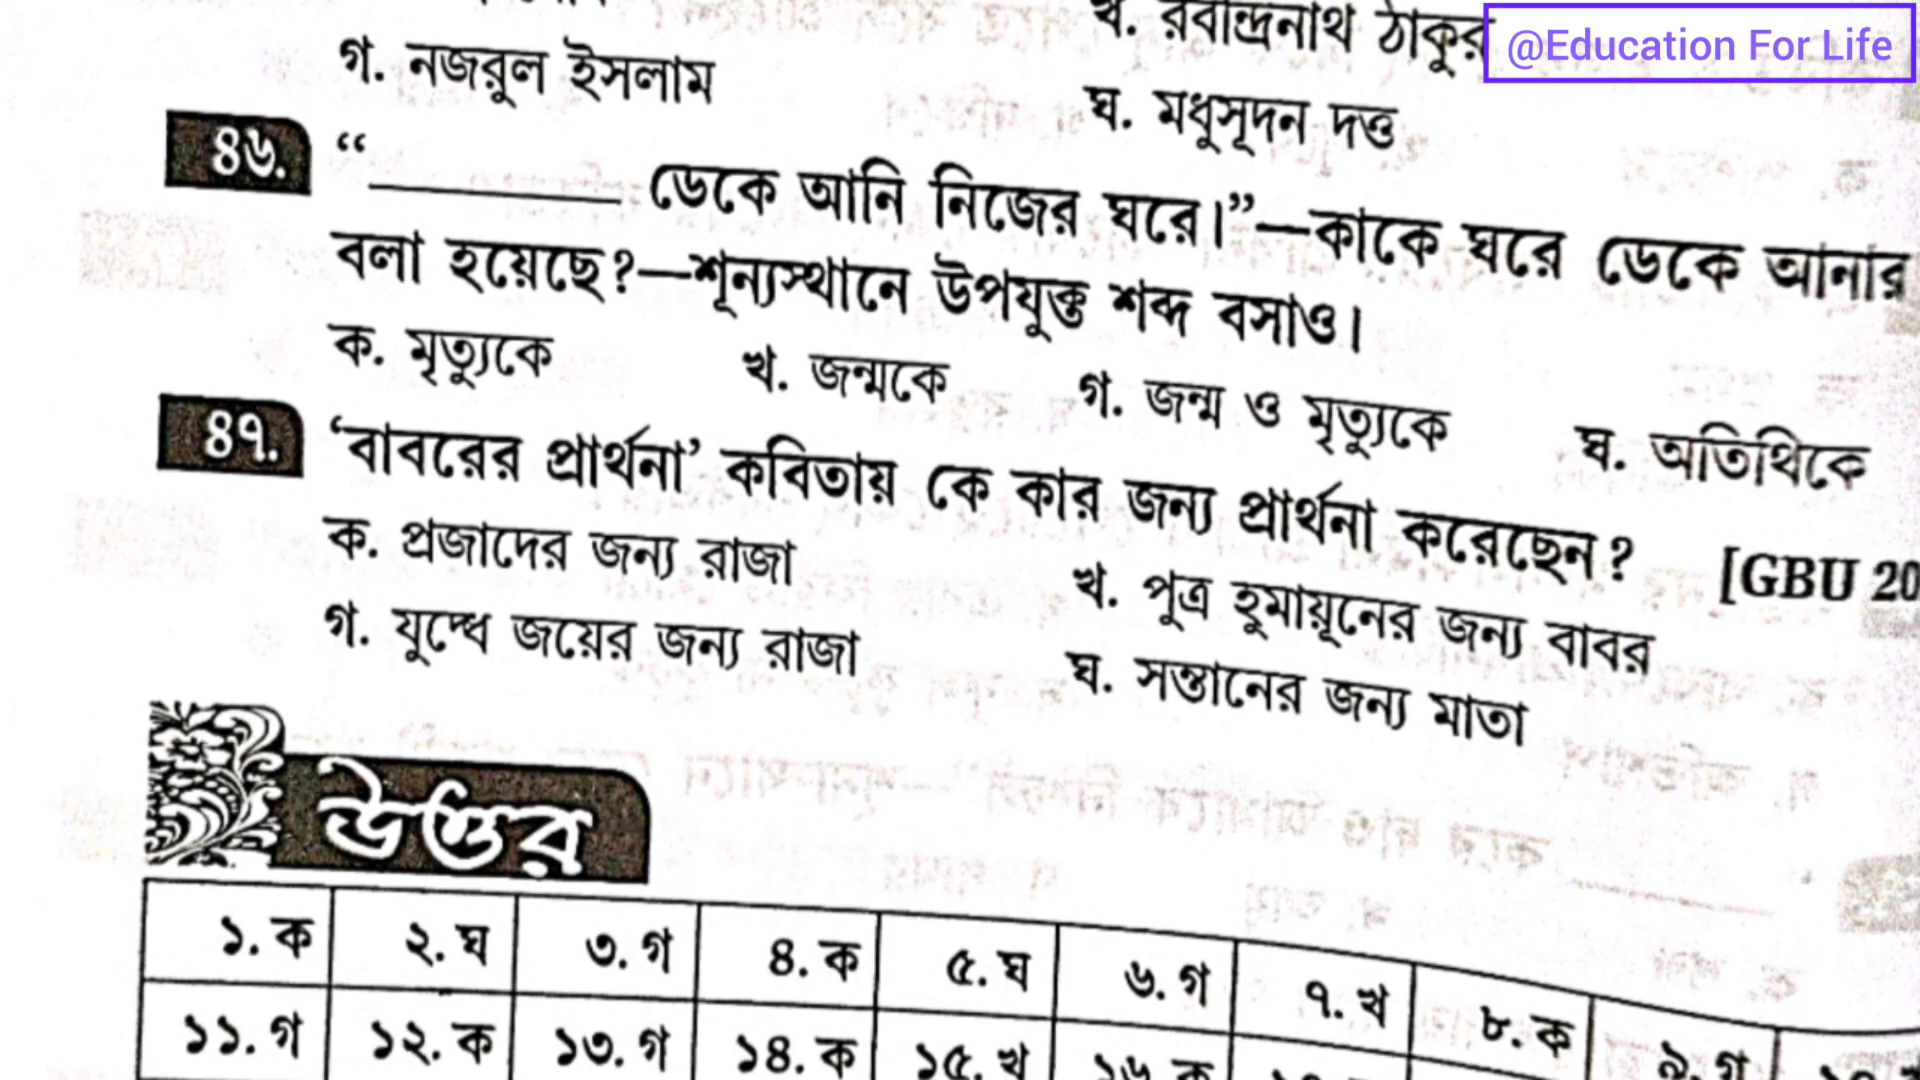 খ. রবীন্দ্রনাথ ঠাকুর
@Education For Life
গ. নজরুল ইসলাম
ঘ. মধুসূদন দত্ত
৪৬. “__________ ডেকে আনি নিজের ঘরে।”—কাকে ঘরে ডেকে আনার
বলা হয়েছে?—শূন্যস্থানে উপযুক্ত শব্দ বসাও।
ক. মৃত্যুকে খ. জন্মকে গ. জন্ম ও মৃত্যুকে ঘ. অতিথিকে
৪৭. ‘বাবরের প্রার্থনা’ কবিতায় কে কার জন্য প্রার্থনা করেছেন? [GBU 20
ক. প্রজাদের জন্য রাজা
খ. পুত্র হুমায়ূনের জন্য বাবর
গ. যুদ্ধে জয়ের জন্য রাজা
ঘ. সন্তানের জন্য মাতা
উত্তর
১. ক ২. ঘ ৩. গ ৪. ক ৫. ঘ ৬. গ ৭. খ ৮. ক ৯. গ
১১. গ ১২. ক ১৩. গ ১৪. ক ১৫. খ ১৬. ক